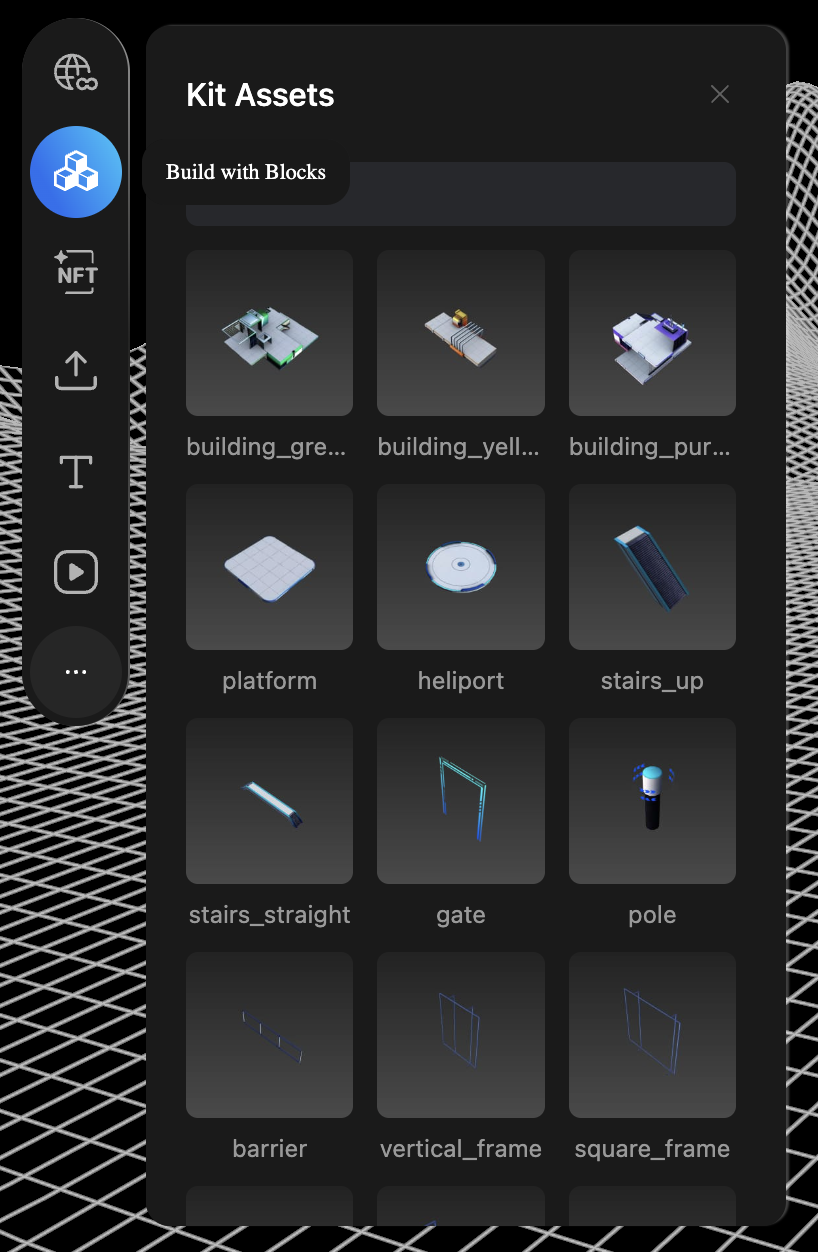 Kit Assets
Build with Blocks
NFT
T
building_gre...
building_yell...
building_pur...
platform
heliport
stairs_up
stairs_straight
gate
pole
barrier
vertical_frame
square_frame